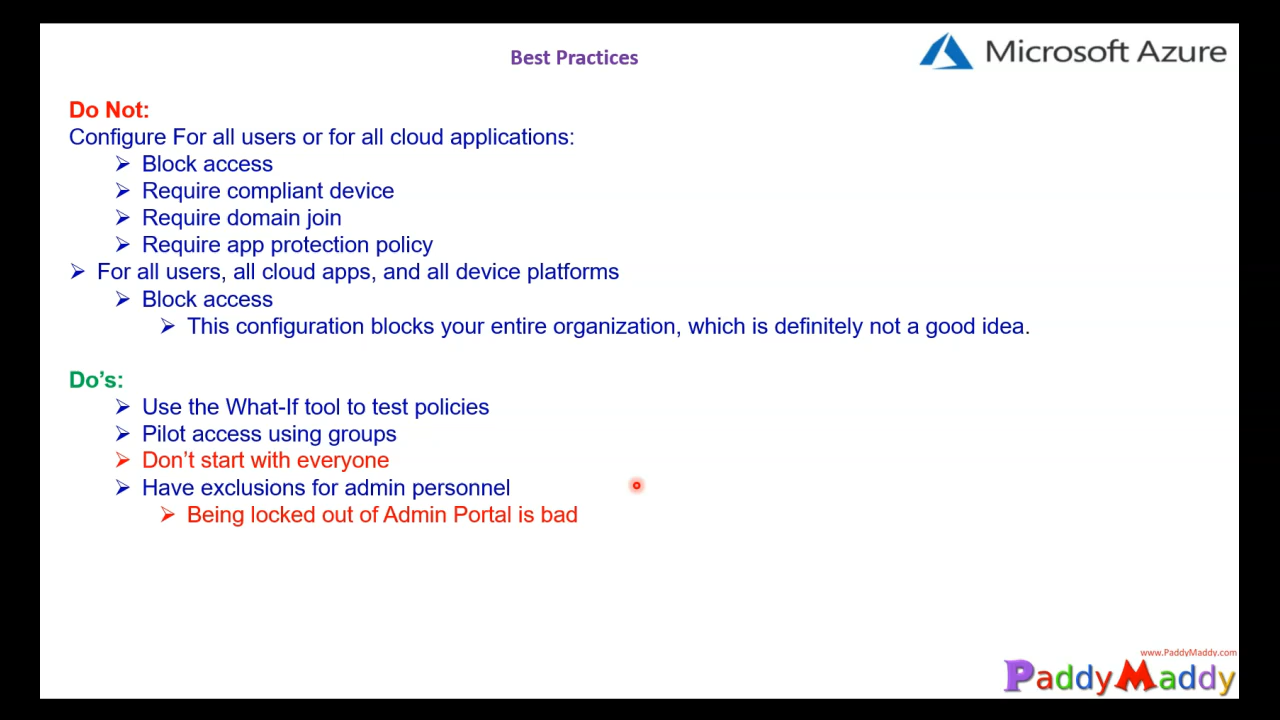 Best Practices
Microsoft Azure
Do Not:
Configure For all users or for all cloud applications:
Block access
Require compliant device
Require domain join
Require app protection policy
For all users, all cloud apps, and all device platforms
Block access
This configuration blocks your entire organization, which is definitely not a good idea.
Do’s:
Use the What-If tool to test policies
Pilot access using groups
Don’t start with everyone
Have exclusions for admin personnel
Being locked out of Admin Portal is bad
www.PaddyMaddy.com
PaddyMaddy